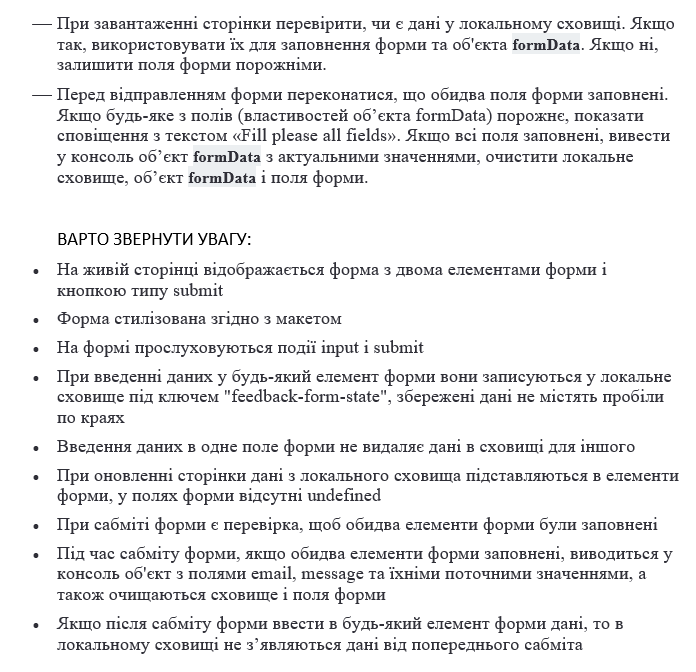 — При завантаженні сторінки перевірити, чи є дані у локальному сховищі. Якщо
так, використовувати їх для заповнення форми та об'єкта formData. Якщо ні,
залишити поля форми порожніми.
— Перед відправленням форми переконатися, що обидва поля форми заповнені.
Якщо будь-яке з полів (властивостей об’єкта formData) порожнє, показати
сповіщення з текстом «Fill please all fields». Якщо всі поля заповнені, вивести
у консоль об’єкт formData з актуальними значеннями, очистити локальне
сховище, об’єкт formData і поля форми.
ВАРТО ЗВЕРНУТИ УВАГУ:
• На живій сторінці відображається форма з двома елементами форми і
кнопкою типу submit
• Форма стилізована згідно з макетом
• На формі прослуховуються події input і submit
• При введенні даних у будь-який елемент форми вони записуються у локальне
сховище під ключем "feedback-form-state", збережені дані не містять пробіли
по краях
• Введення даних в одне поле форми не видаляє дані в сховищі для іншого
• При оновленні сторінки дані з локального сховища підставляються в елементи
форми, у полях форми відсутні undefined
• При сабміті форми є перевірка, щоб обидва елементи форми були заповнені
• Під час сабміту форми, якщо обидва елементи форми заповнені, виводиться у
консоль об'єкт з полями email, message та їхніми поточними значеннями, а
також очищаються сховище і поля форми
• Якщо після сабміту форми ввести в будь-який елемент форми дані, то в
локальному сховищі не з’являються дані від попереднього сабміта